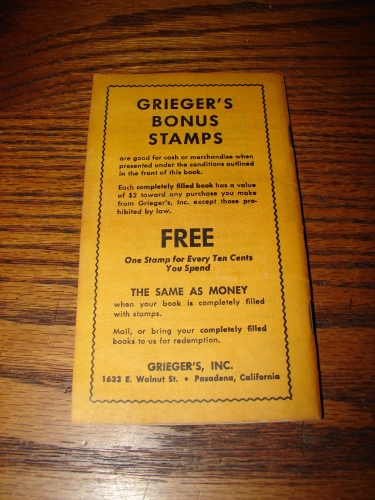 GRIEGER'S
BONUS
STAMPS
are good for cash or merchandise when
presented under the conditions outlined
in the front of this book.
Each completely filled book has a value
of $2 toward any purchase you make
from Grieger's, Inc. except those pro-
hibited by law.
FREE
One Stamp for Every Ten Cents
You Spend
THE SAME AS MONEY
when your book is completely filled
with stamps.
Mail, or bring your completely filled
books to us for redemption.
GRIEGER'S, INC.
1633 E. Walnut St. • Pasadena, California